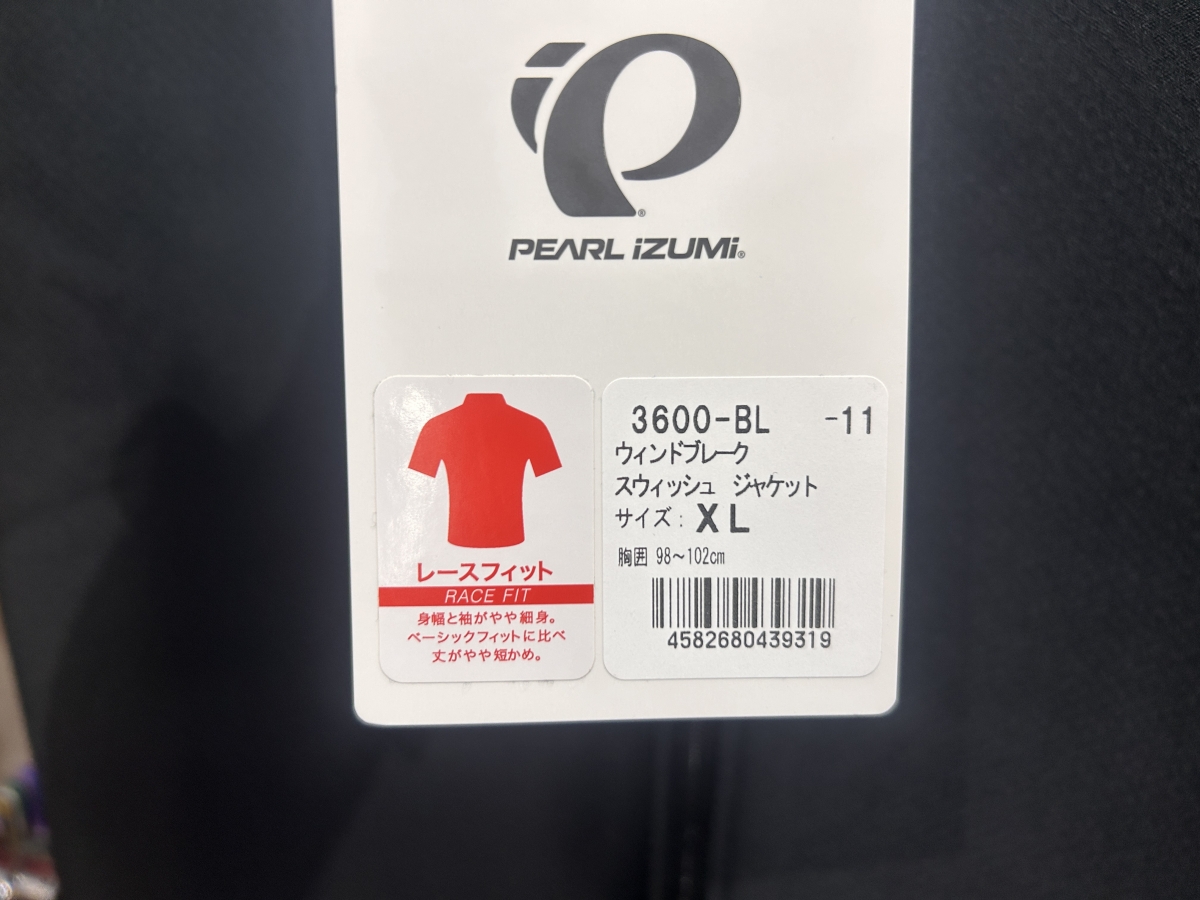 PEARL iZUMi®
レースフィット
RACE FIT
身幅と袖がやや細身。
ベーシックフィットに比べ
丈がやや短かめ。
3600-BL -11
ウィンドブレーク
スウィッシュ ジャケット
サイズ: XL
胸囲 98～102cm
4582680439319